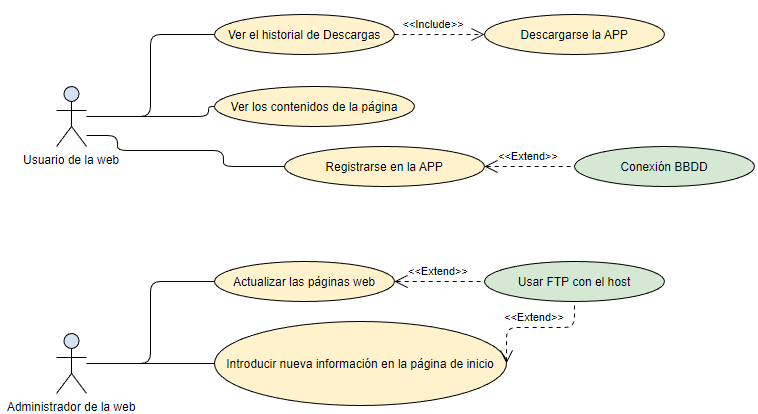 Ver el historial de Descargas
<<Include>>
Descargarse la APP
Ver los contenidos de la página
Usuario de la web
Registrarse en la APP
<<Extend>>
Conexión BBDD
Actualizar las páginas web
<<Extend>>
Usar FTP con el host
<<Extend>>
Introducir nueva información en la página de inicio
Administrador de la web